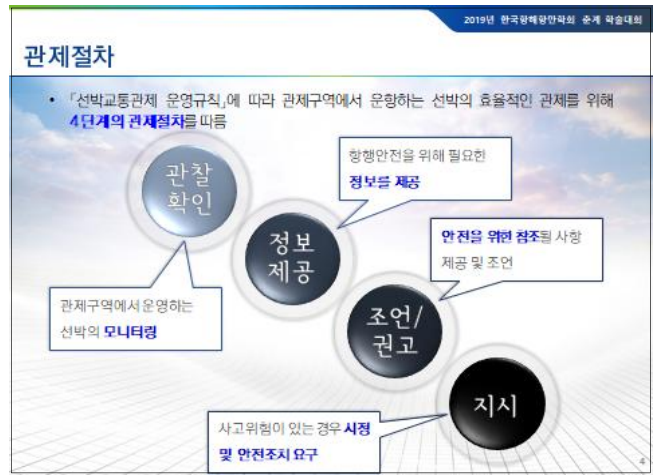 2019년 한국항해항만학회 춘계 학술대회
관제절차
• 「선박교통관제 운영규칙」에 따라 관제구역에서 운항하는 선박의 효율적인 관제를 위해
4단계의 관제절차를 따름
관찰
확인
항행안전을 위해 필요한
정보를 제공
정보
제공
안전을 위한 참조될 사항
제공 및 조언
관제구역에서 운영하는
선박의 모니터링
조언/
권고
지시
사고위험이 있는 경우 시정
및 안전조치 요구
4